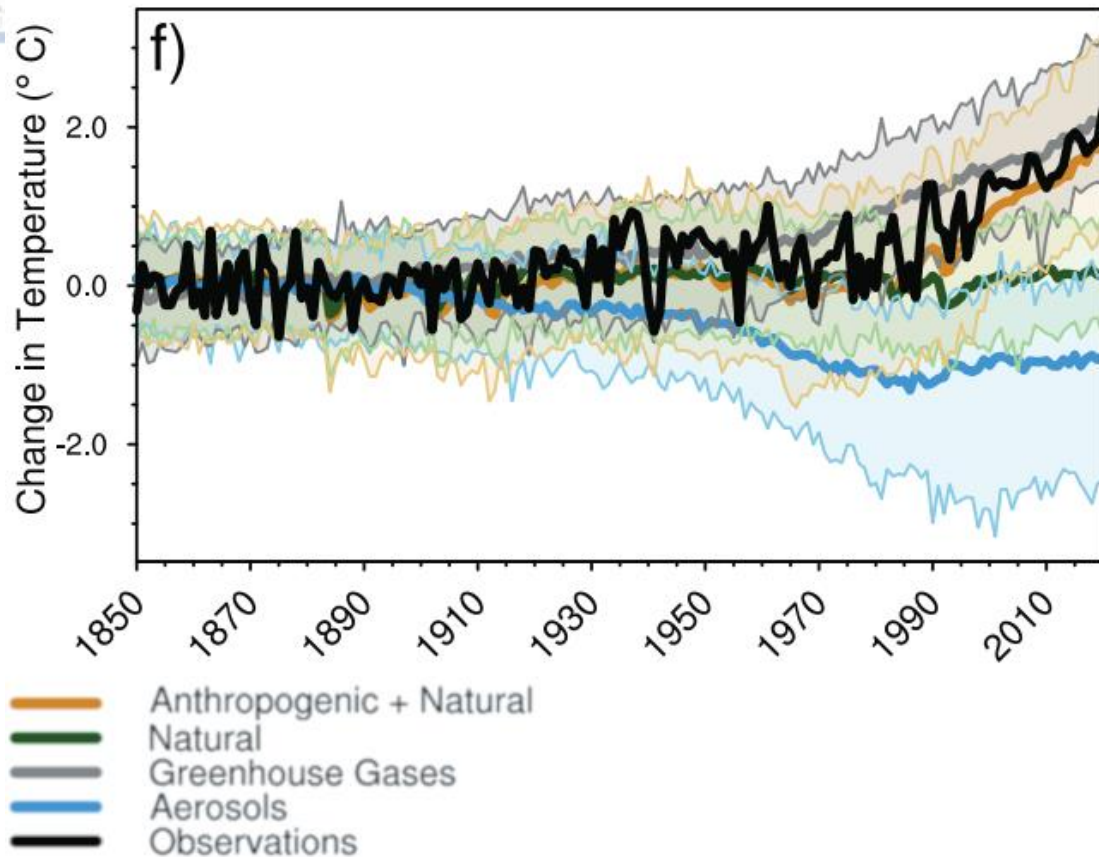 f)
Change in Temperature (° C)
2.0
0.0
-2.0
1850
1870
1890
1910
1930
1950
1970
1990
2010
Anthropogenic + Natural
Natural
Greenhouse Gases
Aerosols
Observations